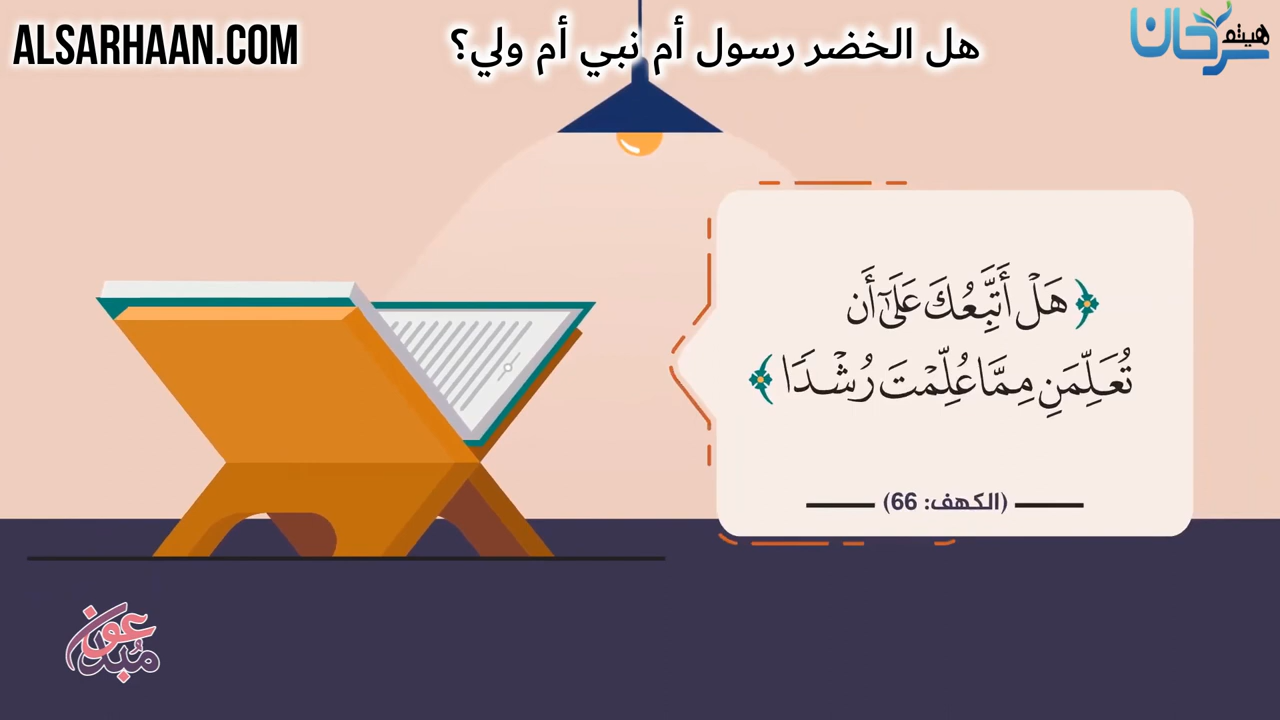 ALSARHAAN.COM
هل الخضر رسول أم نبي أم ولي؟
هيثم سرحان
﴿هَلۡ أَتَّبِعُكَ عَلَىٰٓ أَن
تُعَلِّمَنِ مِمَّا عُلِّمۡتَ رُشۡدٗا﴾
(الكهف: 66)
مبدعون